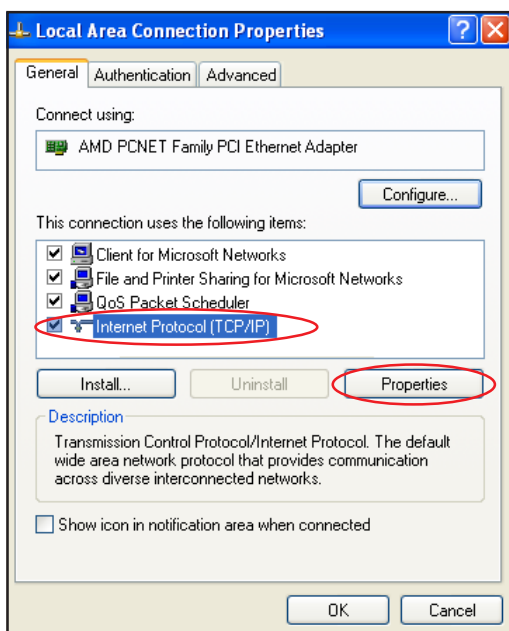 Local Area Connection Properties
General Authentication Advanced
Connect using:
AMD PCNET Family PCI Ethernet Adapter
Configure...
This connection uses the following items:
Client for Microsoft Networks
File and Printer Sharing for Microsoft Networks
QoS Packet Scheduler
Internet Protocol (TCP/IP)
Install... Uninstall Properties
Description
Transmission Control Protocol/Internet Protocol. The default
wide area network protocol that provides communication
across diverse interconnected networks.
Show icon in notification area when connected
OK Cancel